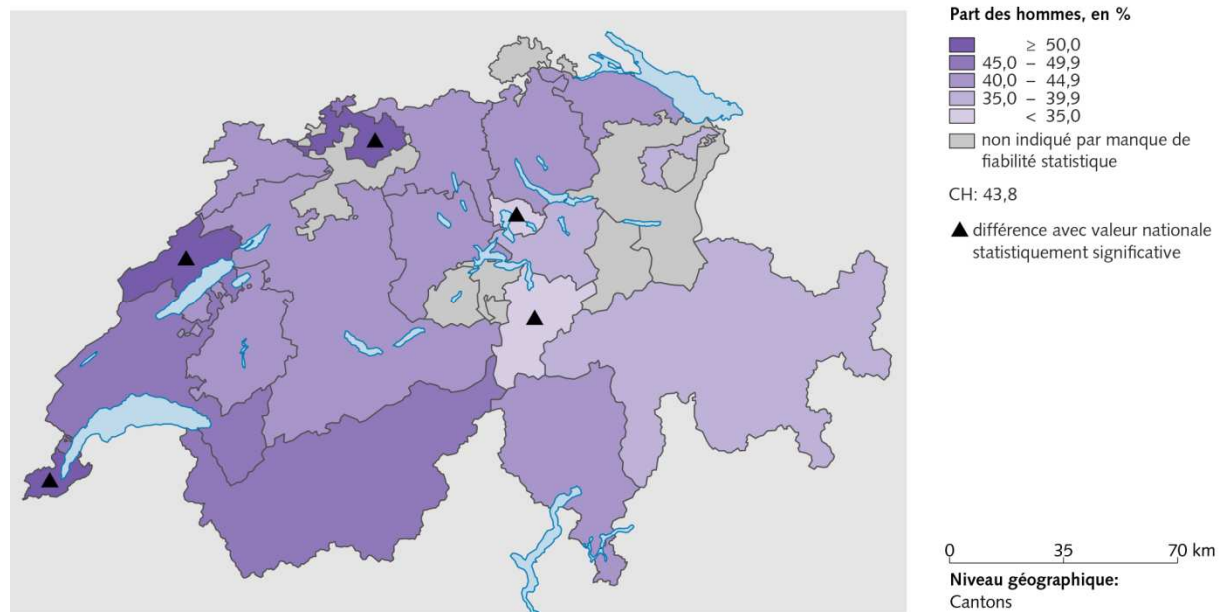 Part des hommes, en %
≥ 50,0
45,0 – 49,9
40,0 – 44,9
35,0 – 39,9
< 35,0
non indiqué par manque de
fiabilité statistique
CH: 43,8
▲ différence avec valeur nationale
statistiquement significative
0 35 70 km
Niveau géographique:
Cantons